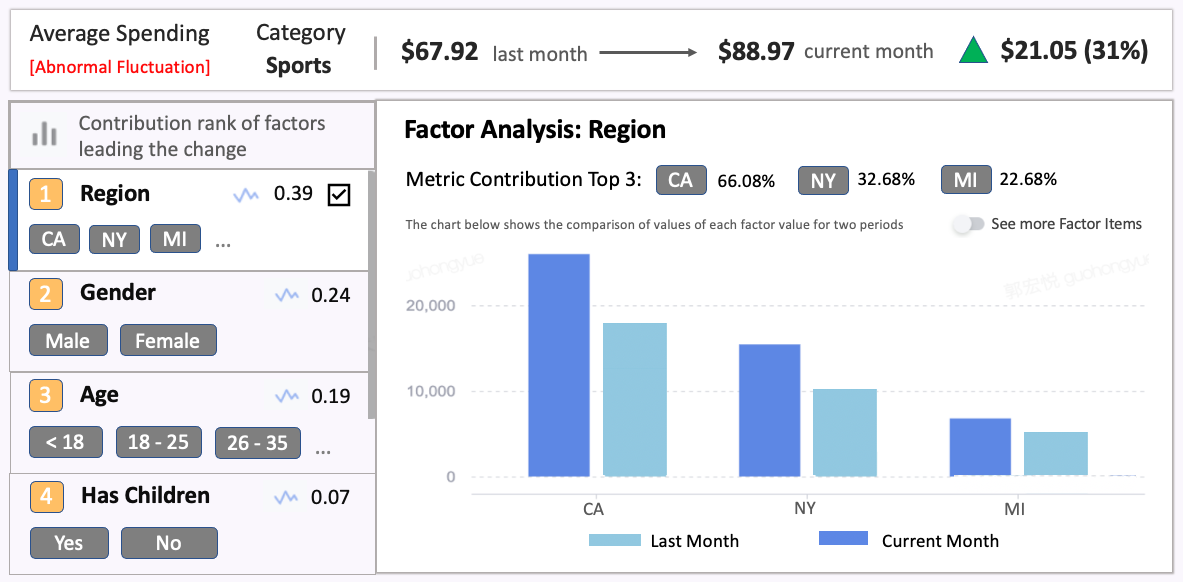 Average Spending
[Abnormal Fluctuation]
Category
Sports
$67.92 last month
$88.97 current month
$21.05 (31%)
Contribution rank of factors
leading the change
1 Region 0.39
CA NY MI ...
2 Gender 0.24
Male Female
3 Age 0.19
< 18 18 - 25 26 - 35 ...
4 Has Children 0.07
Yes No
Factor Analysis: Region
Metric Contribution Top 3: CA 66.08% NY 32.68% MI 22.68%
The chart below shows the comparison of values of each factor value for two periods
See more Factor Items
guohongyue
20,000
10,000
0
CA NY MI
Last Month Current Month